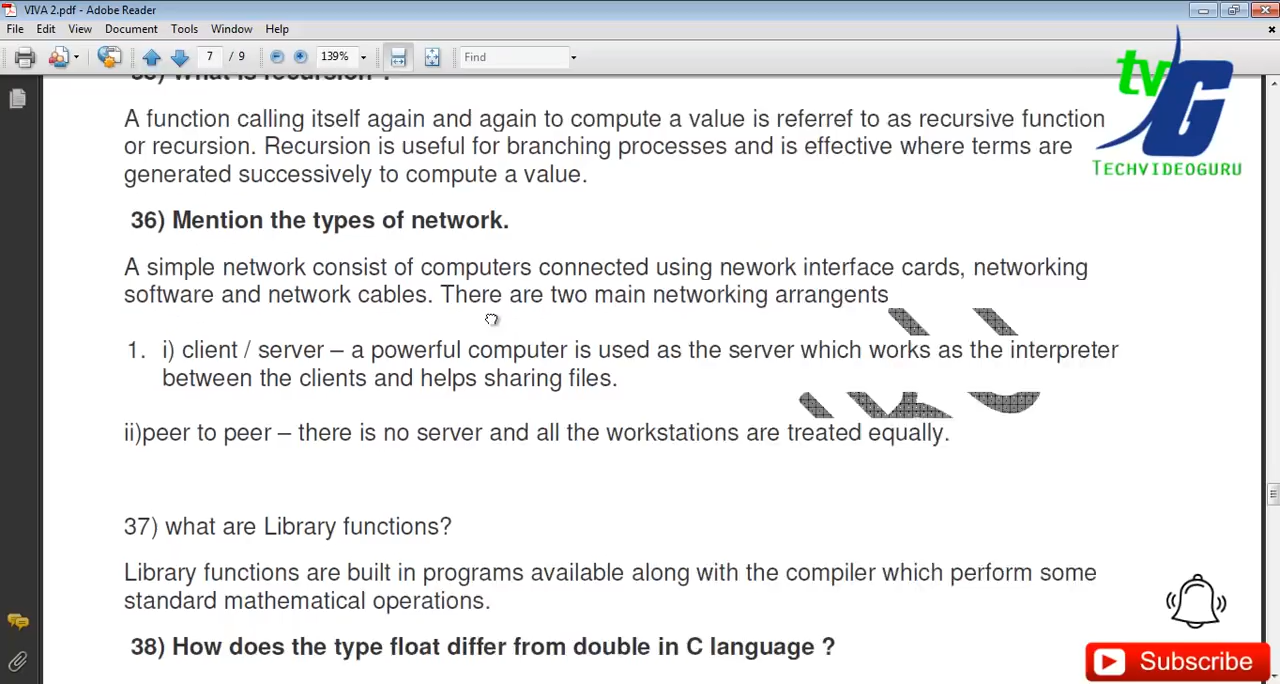 VIVA 2.pdf - Adobe Reader
File Edit View Document Tools Window Help
7 / 9 139% Find
35) What is recursion ?
A function calling itself again and again to compute a value is referref to as recursive function
or recursion. Recursion is useful for branching processes and is effective where terms are
generated successively to compute a value.
36) Mention the types of network.
A simple network consist of computers connected using nework interface cards, networking
software and network cables. There are two main networking arrangents
1. i) client / server – a powerful computer is used as the server which works as the interpreter
between the clients and helps sharing files.
ii)peer to peer – there is no server and all the workstations are treated equally.
37) what are Library functions?
Library functions are built in programs available along with the compiler which perform some
standard mathematical operations.
38) How does the type float differ from double in C language ?
tvG
TECHVIDEOGURU
Subscribe